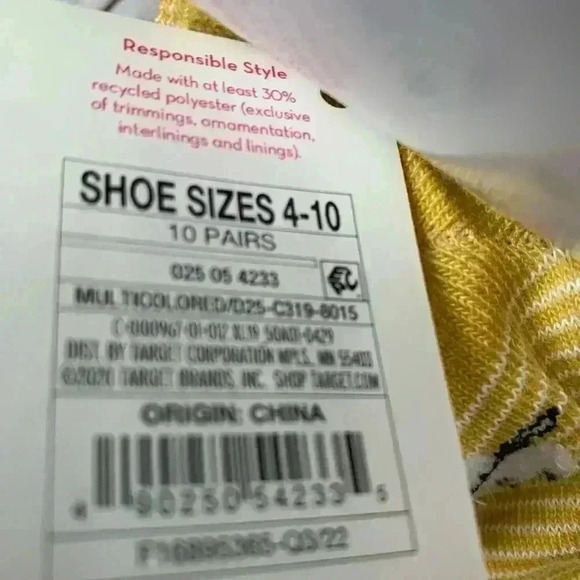 Responsible Style
Made with at least 30%
recycled polyester (exclusive
of trimmings, ornamentation,
interlinings and linings).
SHOE SIZES 4-10
10 PAIRS
025 05 4233
MULTICOLORED/D25-C319-6015
DIST. BY TARGET CORPORATION MPLS, MN 55403
©2020 TARGET BRANDS, INC. SHOP TARGET.COM
ORIGIN: CHINA